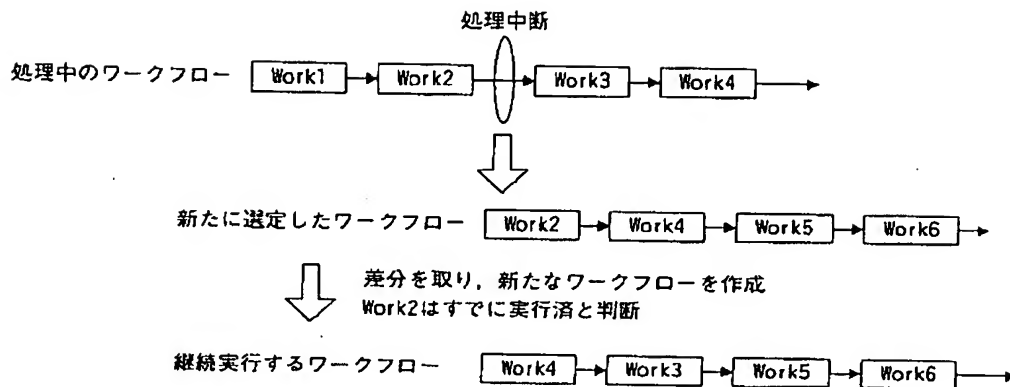 処理中断
処理中のワークフロー Work1 Work2 Work3 Work4
新たに選定したワークフロー Work2 Work4 Work5 Work6
差分を取り，新たなワークフローを作成
Work2はすでに実行済と判断
継続実行するワークフロー Work4 Work3 Work5 Work6